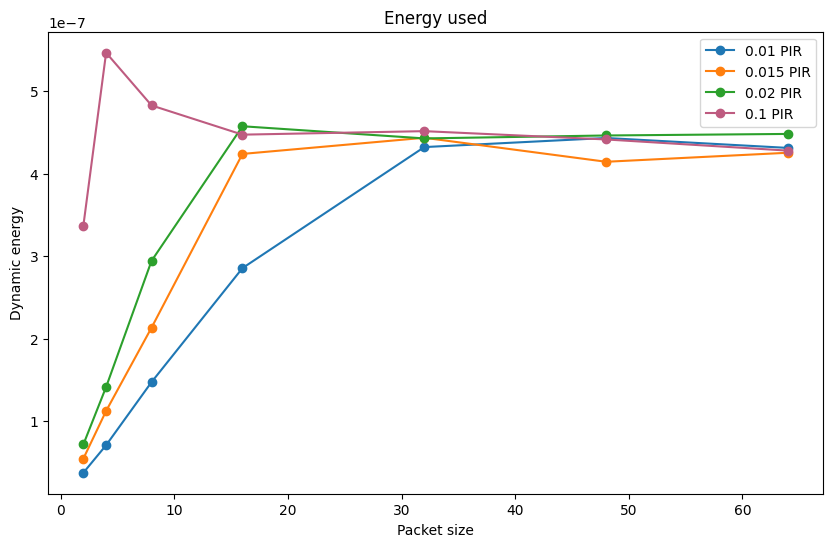 Energy used
1e−7
0.01 PIR
0.015 PIR
0.02 PIR
0.1 PIR
5
4
3
2
1
Dynamic energy
0 10 20 30 40 50 60
Packet size